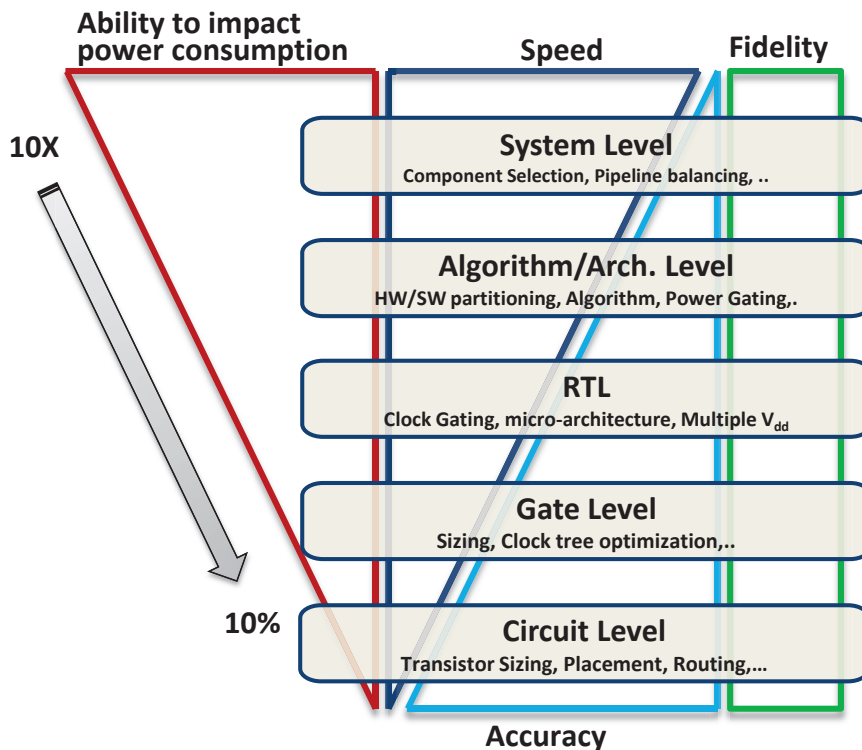 Ability to impact
power consumption
Speed
Fidelity
10X
System Level
Component Selection, Pipeline balancing, ..
Algorithm/Arch. Level
HW/SW partitioning, Algorithm, Power Gating,.
RTL
Clock Gating, micro-architecture, Multiple Vdd
Gate Level
Sizing, Clock tree optimization,..
10%
Circuit Level
Transistor Sizing, Placement, Routing,...
Accuracy